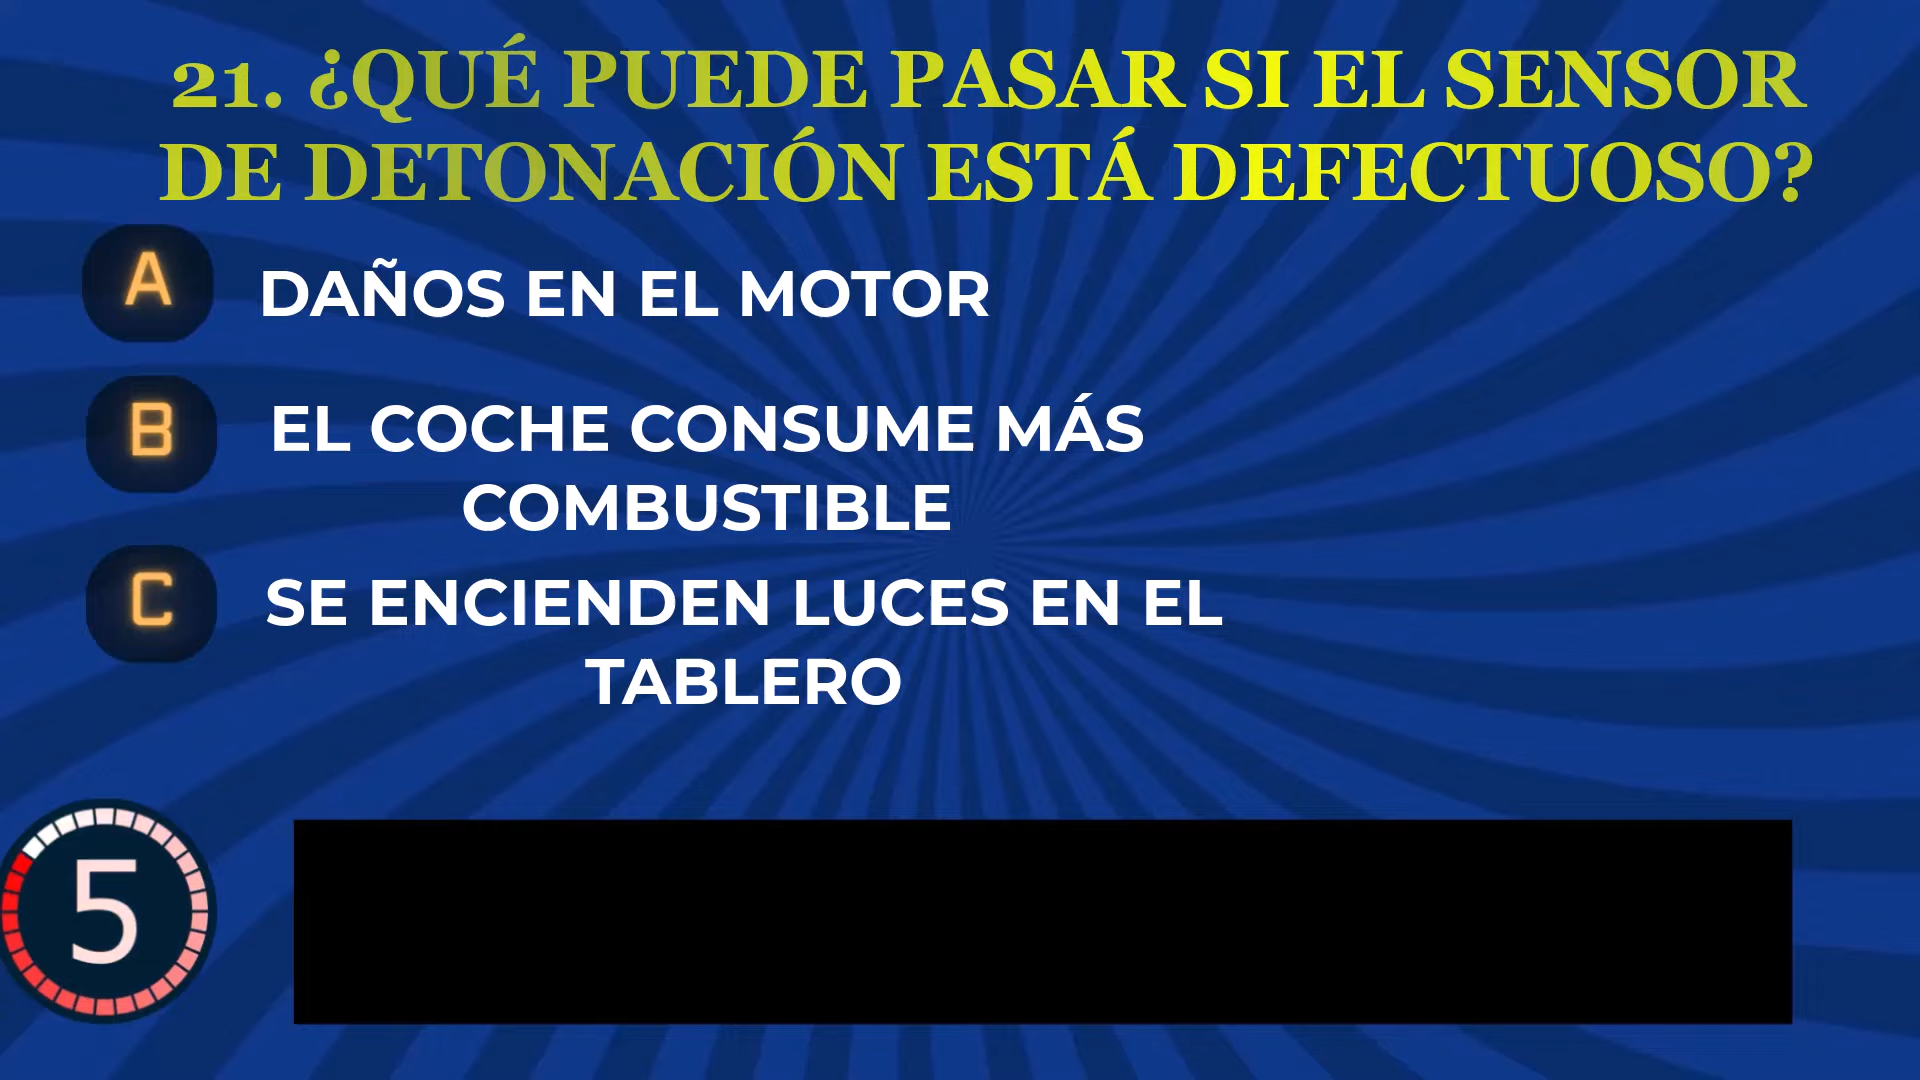 21. ¿QUÉ PUEDE PASAR SI EL SENSOR
DE DETONACIÓN ESTÁ DEFECTUOSO?
A DAÑOS EN EL MOTOR
B EL COCHE CONSUME MÁS
COMBUSTIBLE
C SE ENCIENDEN LUCES EN EL
TABLERO
5